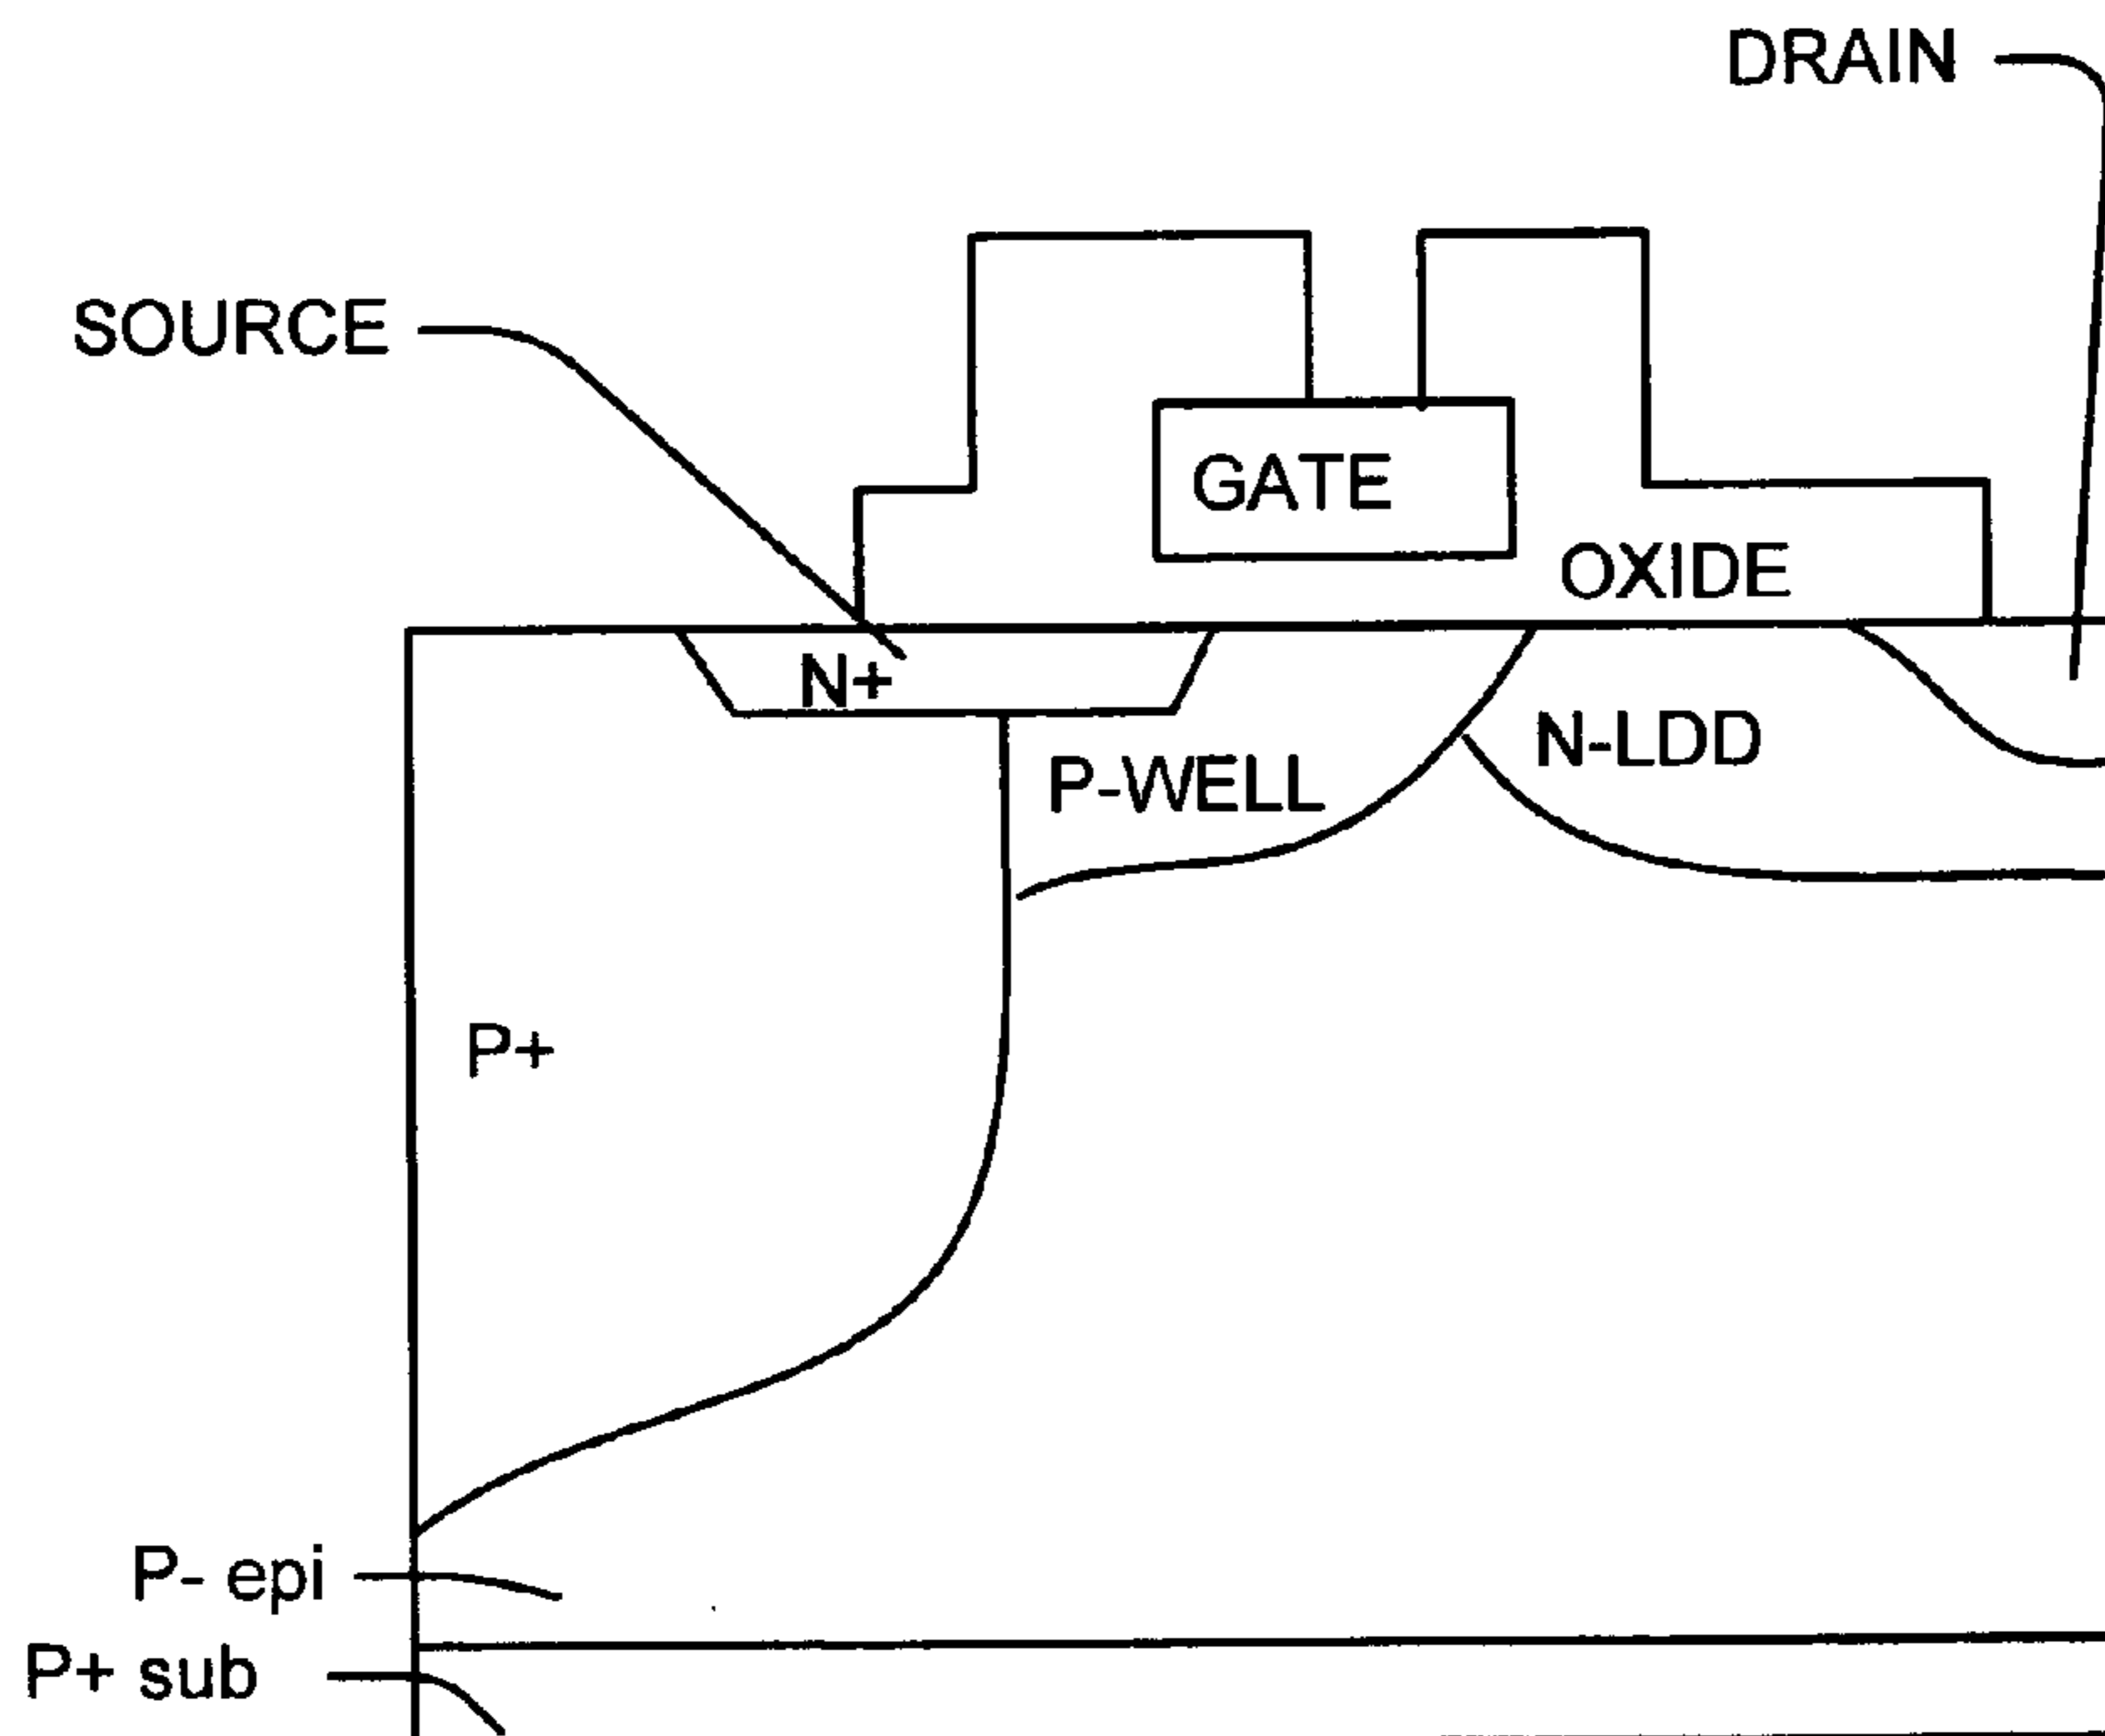 DRAIN
SOURCE
GATE
OXIDE
N+
N-LDD
P-WELL
P+
P- epi
P+ sub